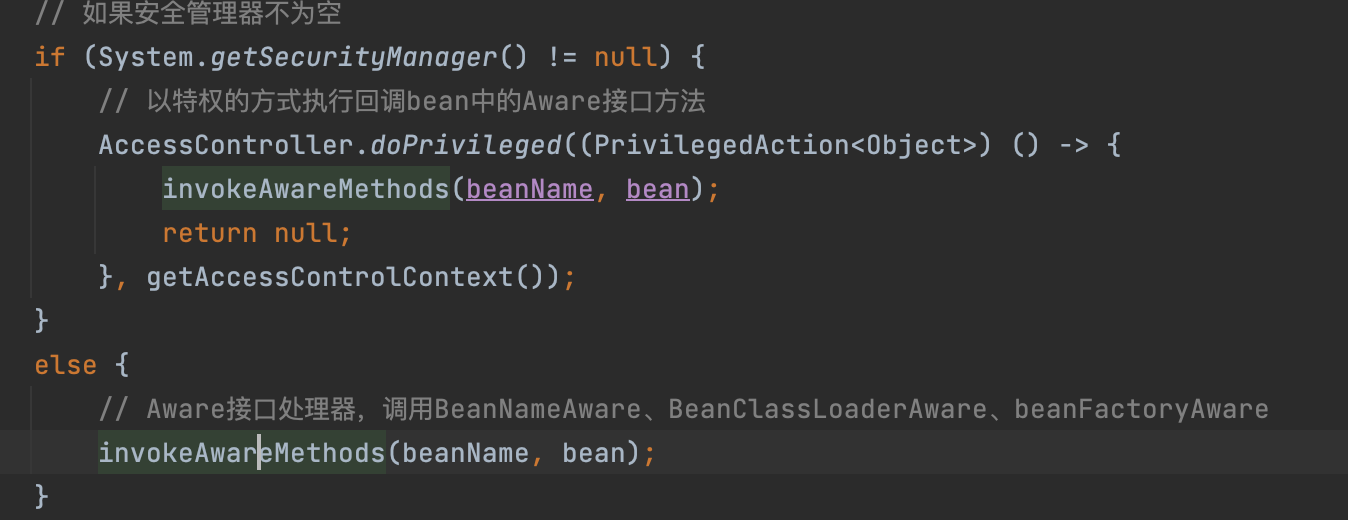 // 如果安全管理器不为空
if (System.getSecurityManager() != null) {
// 以特权的方式执行回调bean中的Aware接口方法
AccessController.doPrivileged((PrivilegedAction<Object>) () -> {
invokeAwareMethods(beanName, bean);
return null;
}, getAccessControlContext());
}
else {
// Aware接口处理器，调用BeanNameAware、BeanClassLoaderAware、beanFactoryAware
invokeAwareMethods(beanName, bean);
}